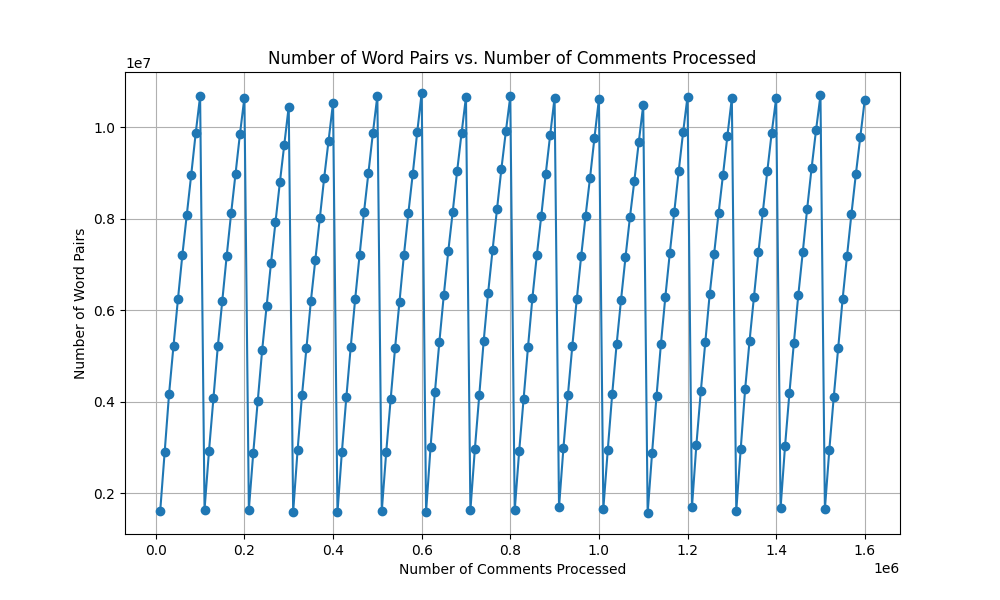 Number of Word Pairs vs. Number of Comments Processed
1e7
1.0
0.8
0.6
0.4
0.2
Number of Word Pairs
0.0 0.2 0.4 0.6 0.8 1.0 1.2 1.4 1.6
Number of Comments Processed
1e6